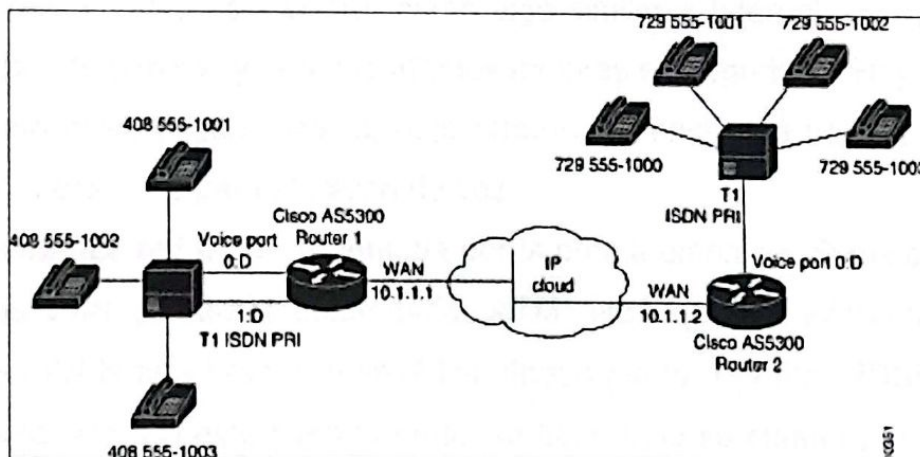 729 555-1001
729 555-1002
408 555-1001
729 555-1000
729 555-1003
T1
ISDN PRI
Cisco AS5300
Router 1
408 555-1002
Voice port
0:D
WAN
10.1.1.1
IP
cloud
Voice port 0:D
WAN
10.1.1.2
1:D
T1 ISDN PRI
Cisco AS5300
Router 2
408 555-1003